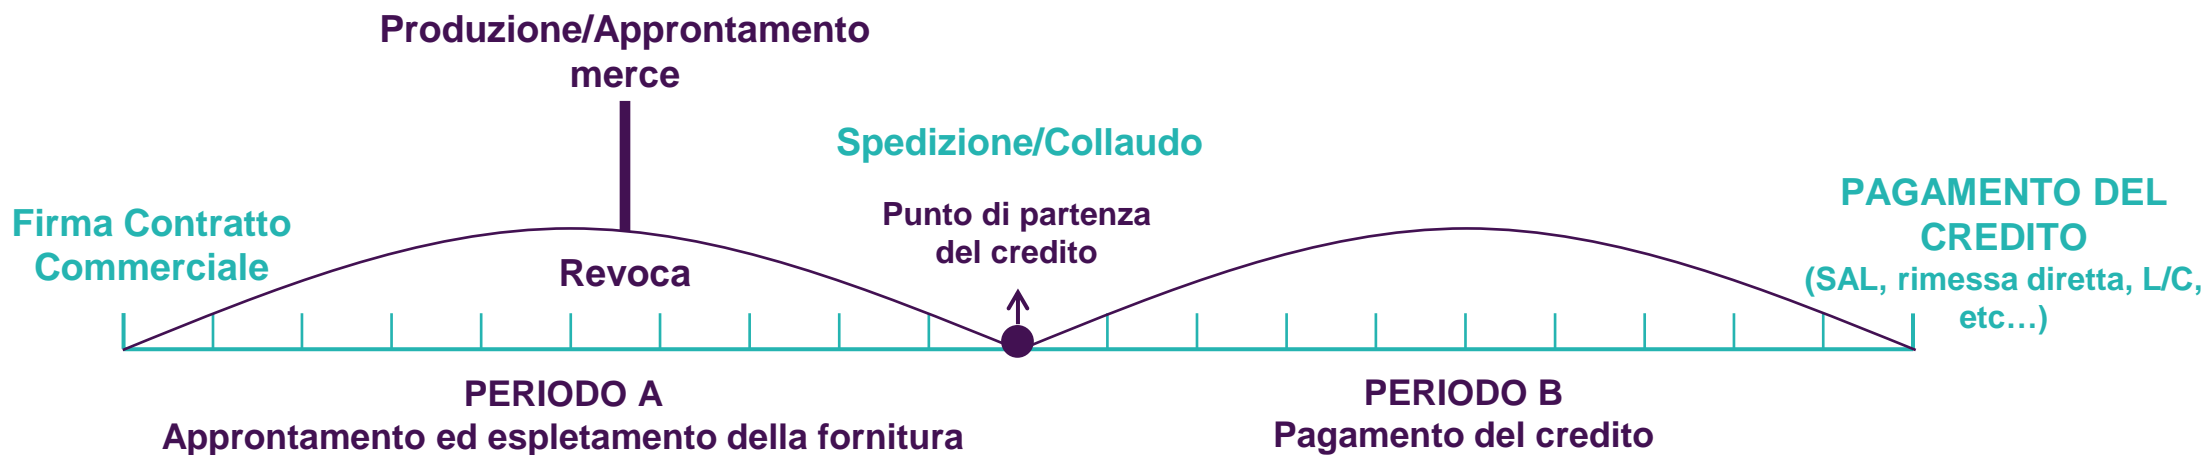 Produzione/Approntamento
merce
Spedizione/Collaudo
Firma Contratto
Commerciale
Revoca
Punto di partenza
del credito
PAGAMENTO DEL
CREDITO
(SAL, rimessa diretta, L/C,
etc…)
PERIODO A
Approntamento ed espletamento della fornitura
PERIODO B
Pagamento del credito